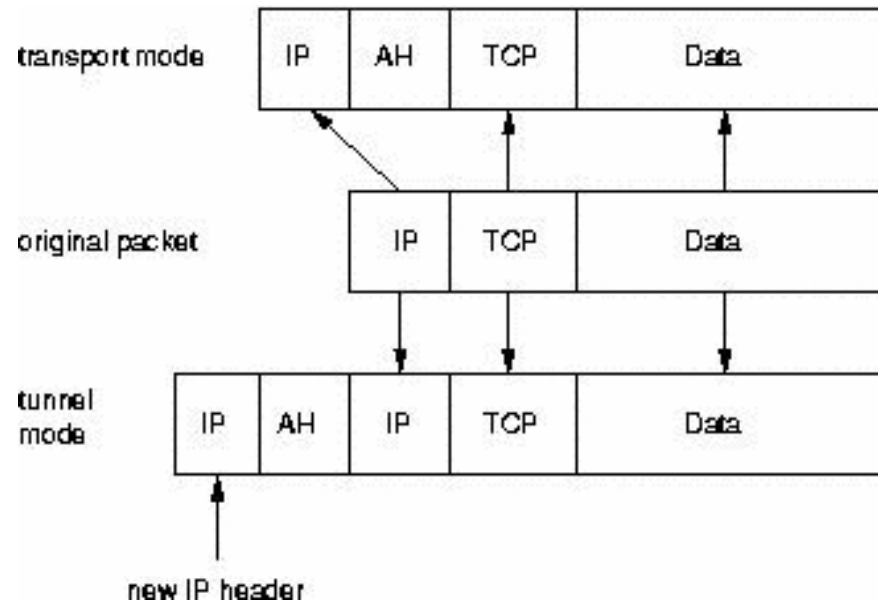 transport mode IP AH TCP Data
original packet IP TCP Data
tunnel
mode
IP AH IP TCP Data
new IP header